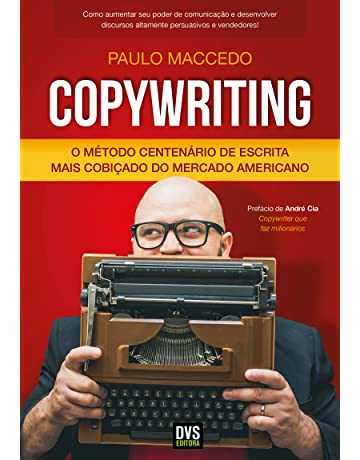 Como aumentar seu poder de comunicação e desenvolver
discursos altamente persuasivos e vendedores!
PAULO MACCEDO
COPYWRITING
O MÉTODO CENTENÁRIO DE ESCRITA
MAIS COBIÇADO DO MERCADO AMERICANO
Prefácio de André Cia
Copywriter que
faz milionários
DVS
EDITORA